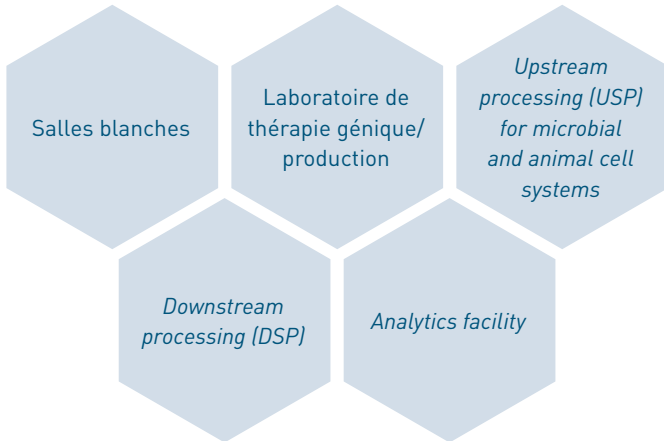 Salles blanches
Laboratoire de
thérapie génique/
production
Upstream
processing (USP)
for microbial
and animal cell
systems
Downstream
processing (DSP)
Analytics facility